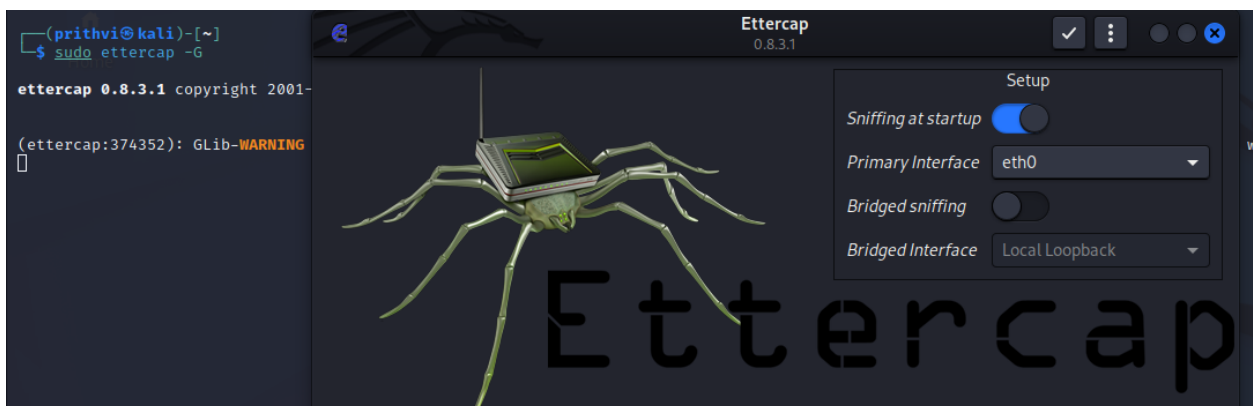 (prithvi㉿kali)-[~]
$ sudo ettercap -G
ettercap 0.8.3.1 copyright 2001-
(ettercap:374352): GLib-WARNING
Ettercap
0.8.3.1
Setup
Sniffing at startup
Primary Interface eth0
Bridged sniffing
Bridged Interface Local Loopback
Ettercap